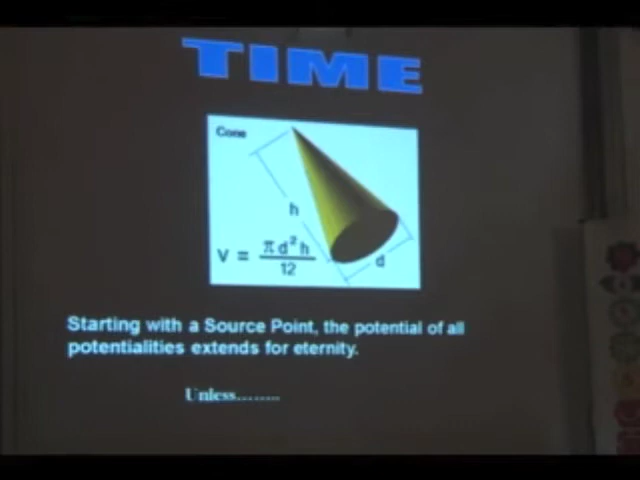 TIME
Cone
h
V = πd²h/12
d
Starting with a Source Point, the potential of all
potentialities extends for eternity.
Unless........